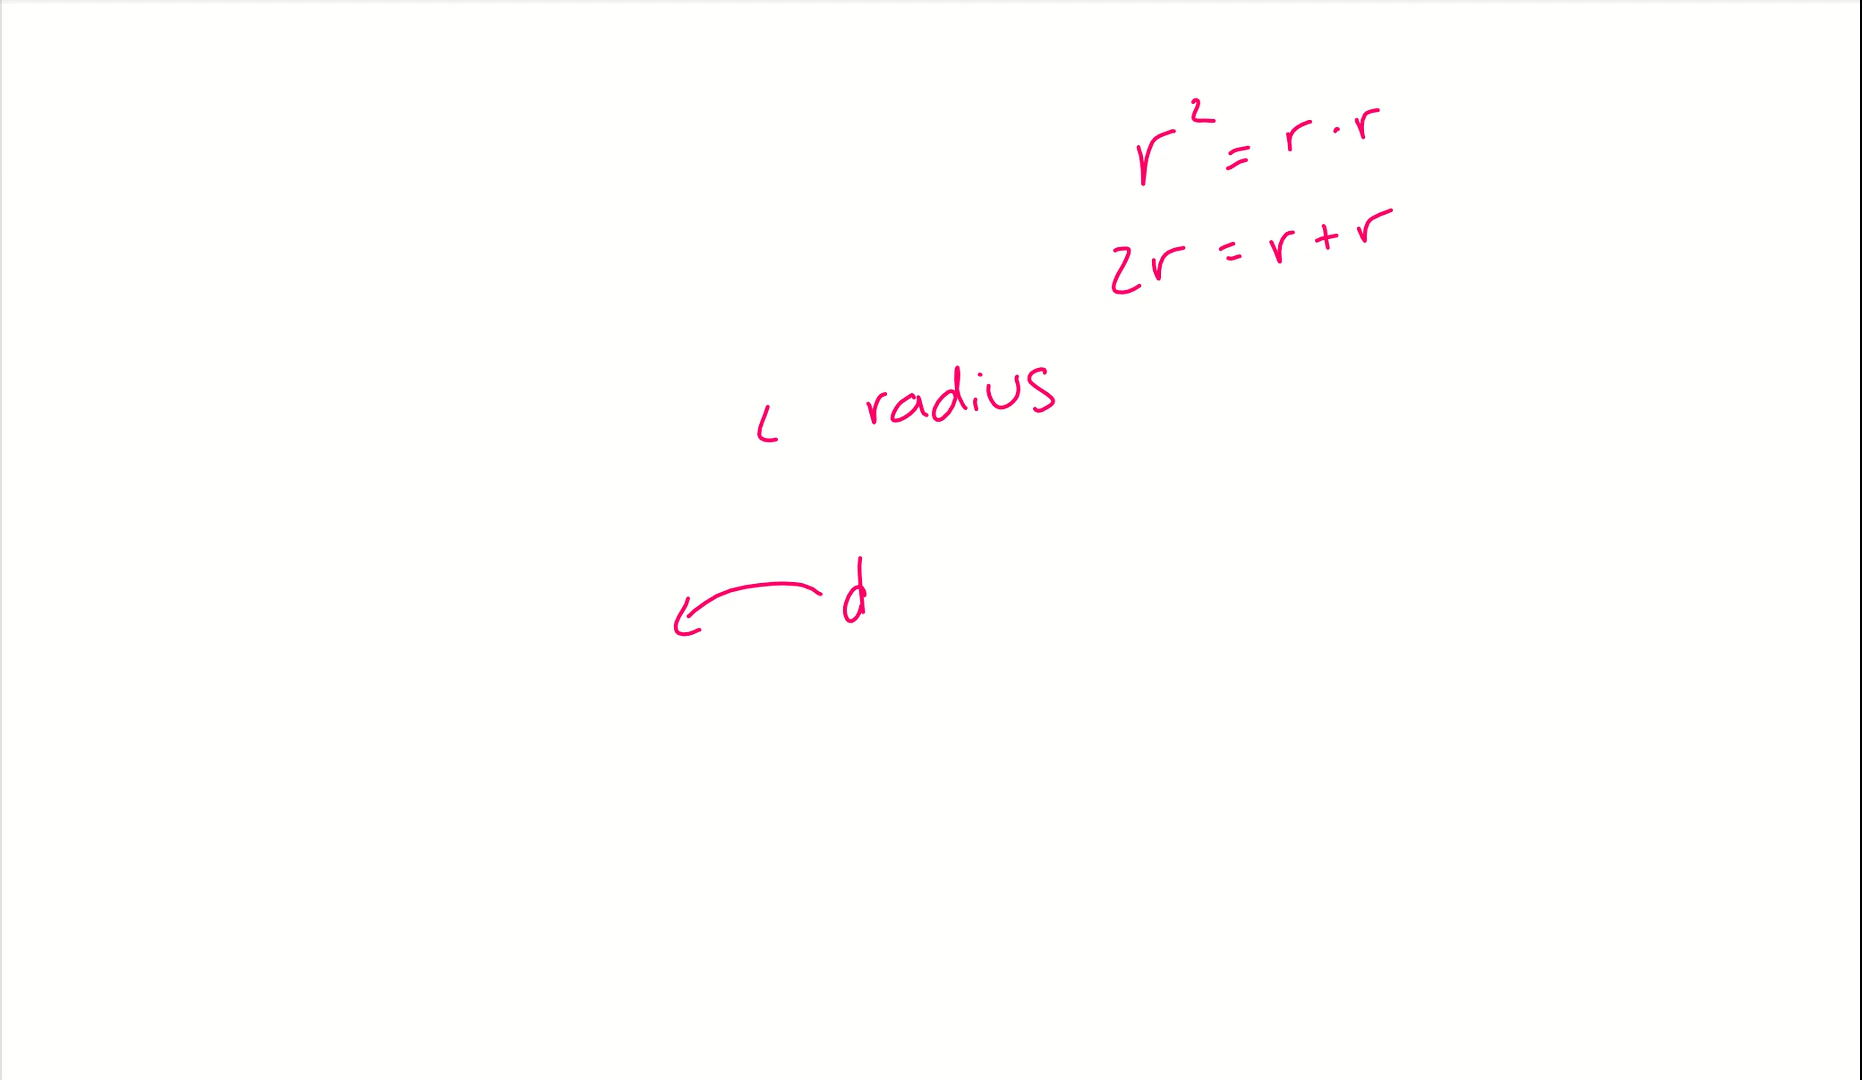 r² = r · r
2r = r + r
radius
d